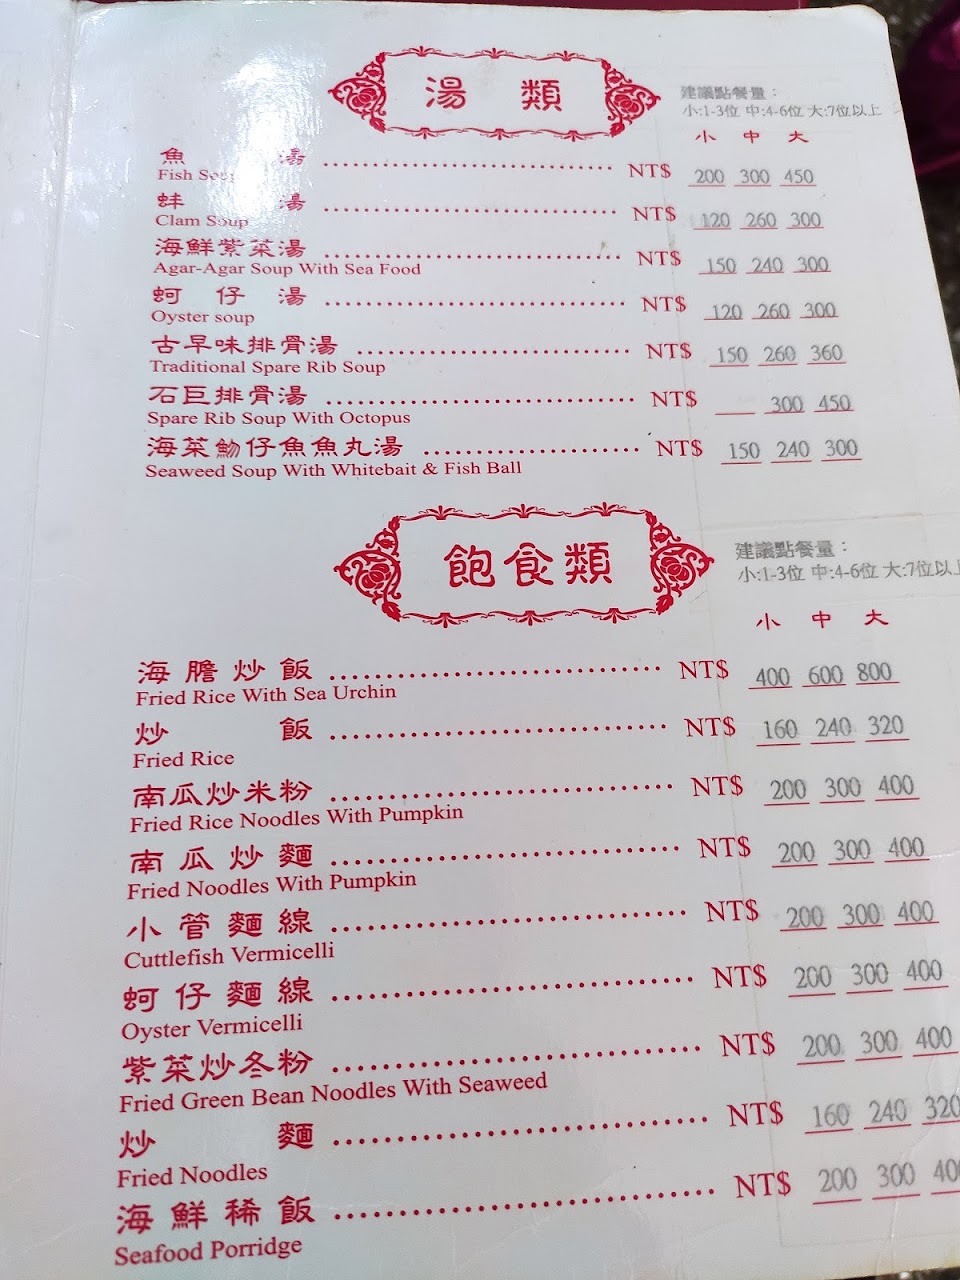 湯類
建議點餐量：
小:1-3位 中:4-6位 大:7位以上
小 中 大
魚 湯 NT$ 200 300 450
Fish Soup
蚌 湯 NT$ 120 260 300
Clam Soup
海鮮紫菜湯 NT$ 150 240 300
Agar-Agar Soup With Sea Food
蚵仔湯 NT$ 120 260 300
Oyster soup
古早味排骨湯 NT$ 150 260 360
Traditional Spare Rib Soup
石巨排骨湯 NT$ 300 450
Spare Rib Soup With Octopus
海菜魩仔魚魚丸湯 NT$ 150 240 300
Seaweed Soup With Whitebait & Fish Ball
飽食類
建議點餐量：
小:1-3位 中:4-6位 大:7位以上
小 中 大
海膽炒飯 NT$ 400 600 800
Fried Rice With Sea Urchin
炒 飯 NT$ 160 240 320
Fried Rice
南瓜炒米粉 NT$ 200 300 400
Fried Rice Noodles With Pumpkin
南瓜炒麵 NT$ 200 300 400
Fried Noodles With Pumpkin
小管麵線 NT$ 200 300 400
Cuttlefish Vermicelli
蚵仔麵線 NT$ 200 300 400
Oyster Vermicelli
紫菜炒冬粉 NT$ 200 300 400
Fried Green Bean Noodles With Seaweed
炒 麵 NT$ 160 240 320
Fried Noodles
海鮮稀飯 NT$ 200 300 400
Seafood Porridge